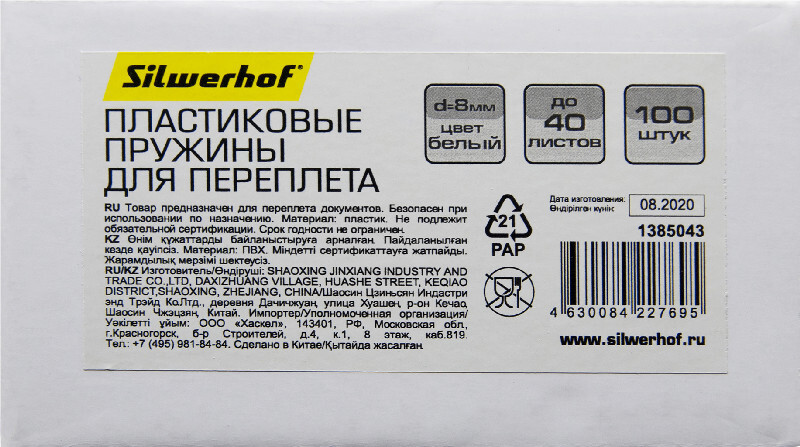 Silwerhof®
ПЛАСТИКОВЫЕ
ПРУЖИНЫ
ДЛЯ ПЕРЕПЛЕТА
d=8мм
цвет
белый
до
40
листов
100
штук
RU Товар предназначен для переплета документов. Безопасен при
использовании по назначению. Материал: пластик. Не подлежит
обязательной сертификации. Срок годности не ограничен.
KZ Өнім құжаттарды байланыстыруға арналған. Пайдаланылған
кезде қауіпсіз. Материал: ПВХ. Міндетті сертификаттауға жатпайды.
Жарамдылық мерзімі шектеусіз.
RU/KZ Изготовитель/Өндіруші: SHAOXING JINXIANG INDUSTRY AND
TRADE CO.,LTD, DAXIZHUANG VILLAGE, HUASHE STREET, KEQIAO
DISTRICT,SHAOXING, ZHEJIANG, CHINA/Шаосин Цзиньсян Индастри
энд Трэйд КоЛтд., деревня Дачинжуан, улица Хуашен, р-он Кечао,
Шаосин Чжэцзян, Китай. Импортер/Уполномоченная организация/
Уәкілетті ұйым: ООО «Хаскел», 143401, РФ, Московская обл.,
г.Красногорск, б-р Строителей, д.4, к.1, 8 этаж, каб.819.
Тел.: +7 (495) 981-84-84. Сделано в Китае/Қытайда жасалған.
21
PAP
Дата изготовления:
Өндірілген күнік:
08.2020
1385043
4 630084 227695
www.silwerhof.ru